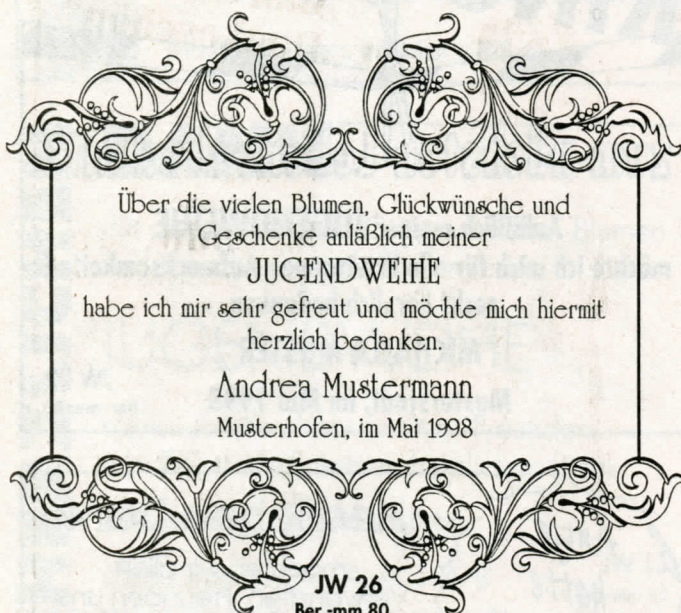 Über die vielen Blumen, Glückwünsche und
Geschenke anläßlich meiner
JUGENDWEIHE
habe ich mir sehr gefreut und möchte mich hiermit
herzlich bedanken.
Andrea Mustermann
Musterhofen, im Mai 1998
JW 26
Ber.-mm 80